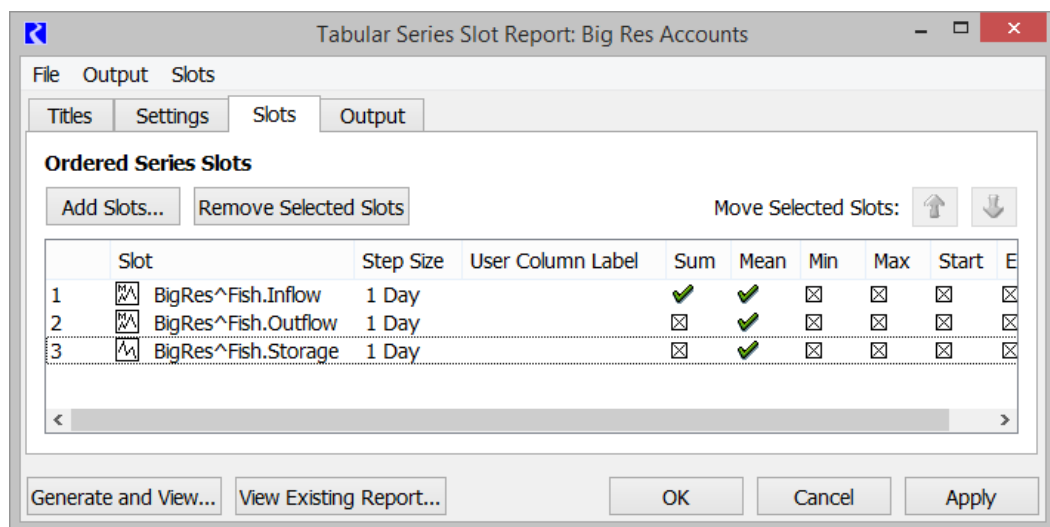 Tabular Series Slot Report: Big Res Accounts
File Output Slots
Titles Settings Slots Output
Ordered Series Slots
Add Slots... Remove Selected Slots Move Selected Slots:
Slot Step Size User Column Label Sum Mean Min Max Start E
1 BigRes^Fish.Inflow 1 Day
2 BigRes^Fish.Outflow 1 Day
3 BigRes^Fish.Storage 1 Day
Generate and View... View Existing Report... OK Cancel Apply